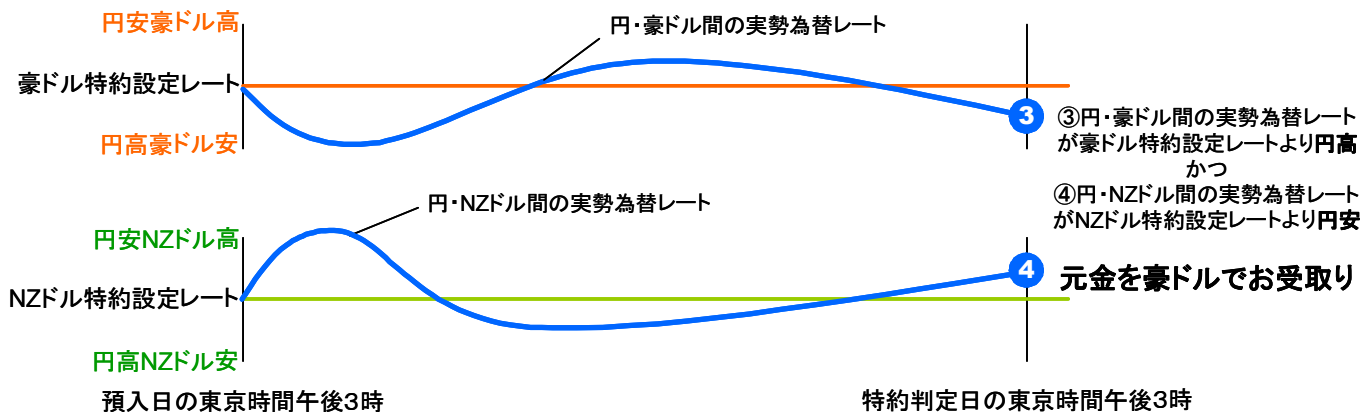 円安豪ドル高
円・豪ドル間の実勢為替レート
豪ドル特約設定レート
円高豪ドル安
3
③円・豪ドル間の実勢為替レート
が豪ドル特約設定レートより円高
かつ
④円・NZドル間の実勢為替レート
がNZドル特約設定レートより円安
円・NZドル間の実勢為替レート
円安NZドル高
4
元金を豪ドルでお受取り
NZドル特約設定レート
円高NZドル安
預入日の東京時間午後3時
特約判定日の東京時間午後3時